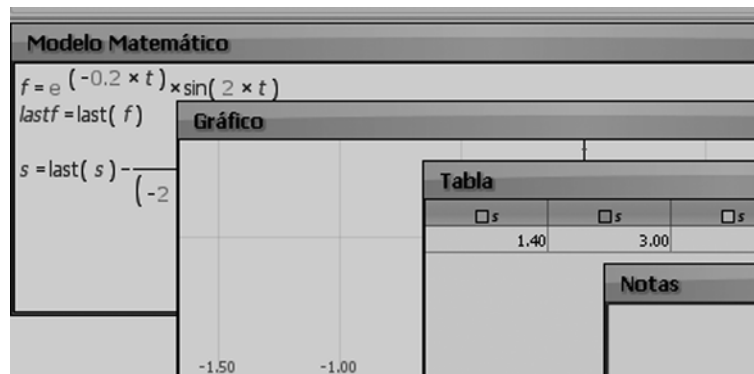 Modelo Matemático
f = e (-0.2 × t) × sin( 2 × t )
lastf = last( f )
s = last( s ) -
(-2
Gráfico
-1.50 -1.00
Tabla
s s s
1.40 3.00
Notas